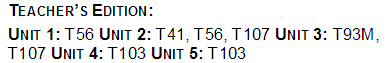 TEACHER'S EDITION:
UNIT 1: T56 UNIT 2: T41, T56, T107 UNIT 3: T93M,
T107 UNIT 4: T103 UNIT 5: T103